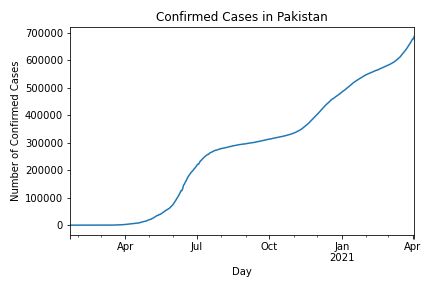 Confirmed Cases in Pakistan
Number of Confirmed Cases
700000
600000
500000
400000
300000
200000
100000
0
Apr Jul Oct Jan Apr
2021
Day